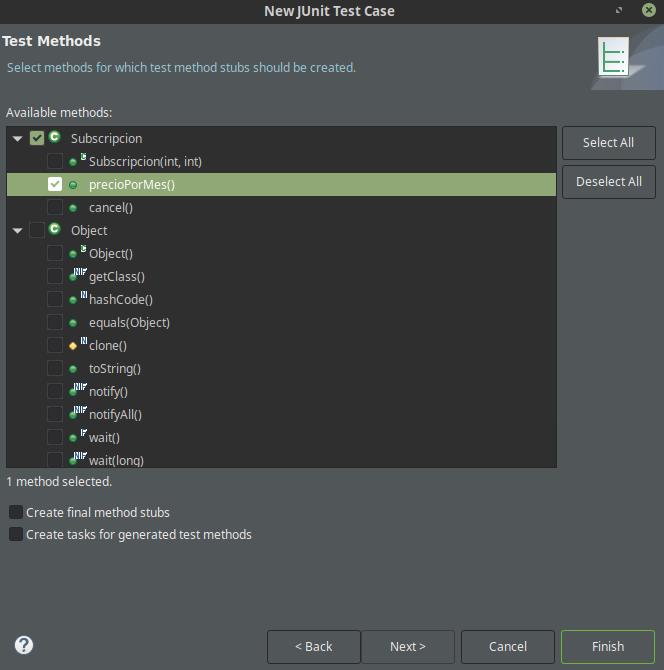 New JUnit Test Case
Test Methods
Select methods for which test method stubs should be created.
Available methods:
Subscripcion
Subscripcion(int, int)
precioPorMes()
cancel()
Object
Object()
getClass()
hashCode()
equals(Object)
clone()
toString()
notify()
notifyAll()
wait()
wait(long)
Select All
Deselect All
1 method selected.
Create final method stubs
Create tasks for generated test methods
< Back
Next >
Cancel
Finish